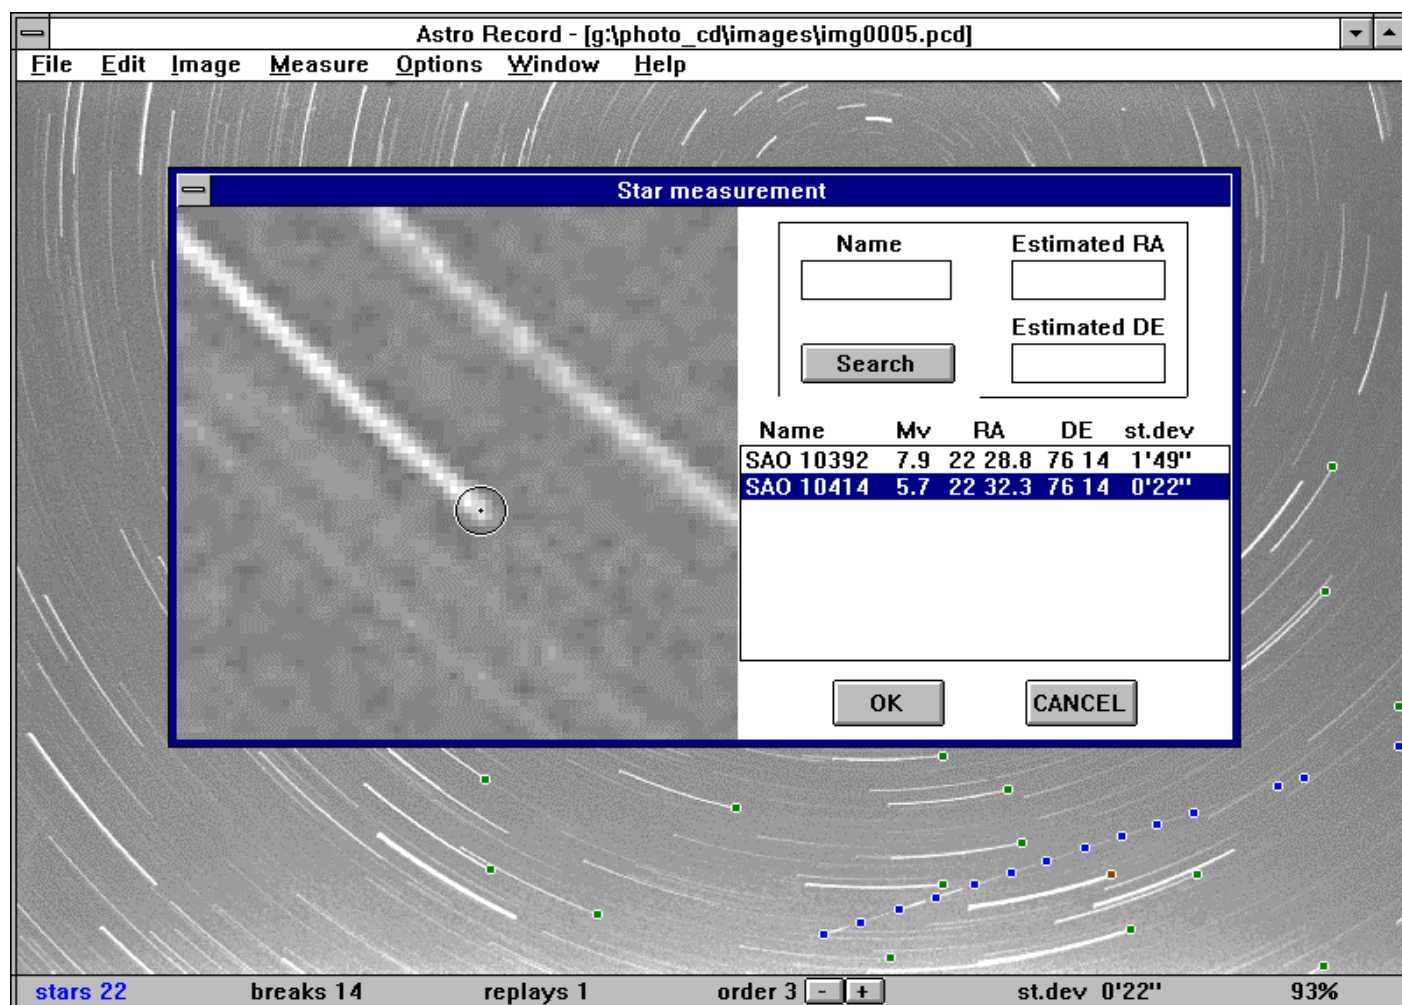 Astro Record - [g:\photo_cd\images\img0005.pcd]
File Edit Image Measure Options Window Help
Star measurement
Name Estimated RA
Estimated DE
Search
Name Mv RA DE st.dev
SAO 10392 7.9 22 28.8 76 14 1'49"
SAO 10414 5.7 22 32.3 76 14 0'22"
OK CANCEL
stars 22 breaks 14 replays 1 order 3 - + st.dev 0'22" 93%